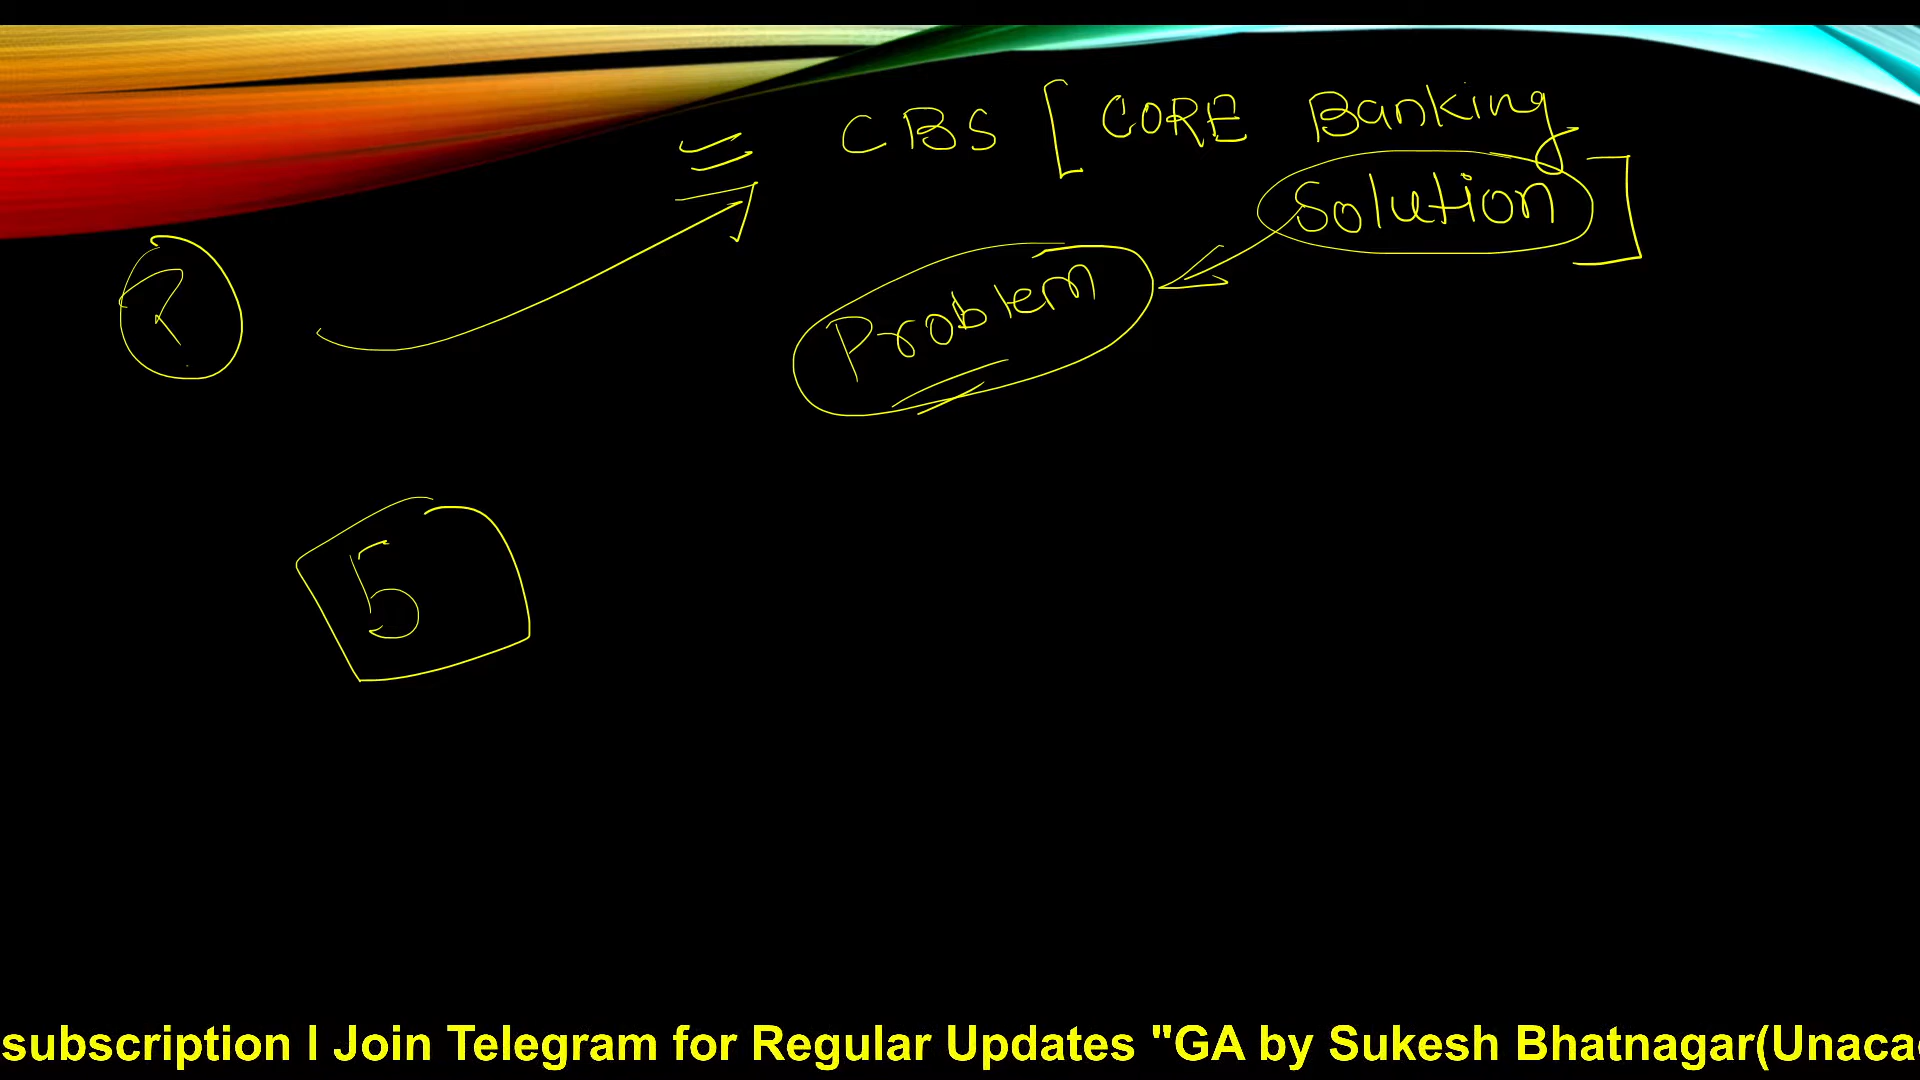 = CBS [CORE Banking
Solution]
?
Problem
5
subscription I Join Telegram for Regular Updates "GA by Sukesh Bhatnagar(Unaca